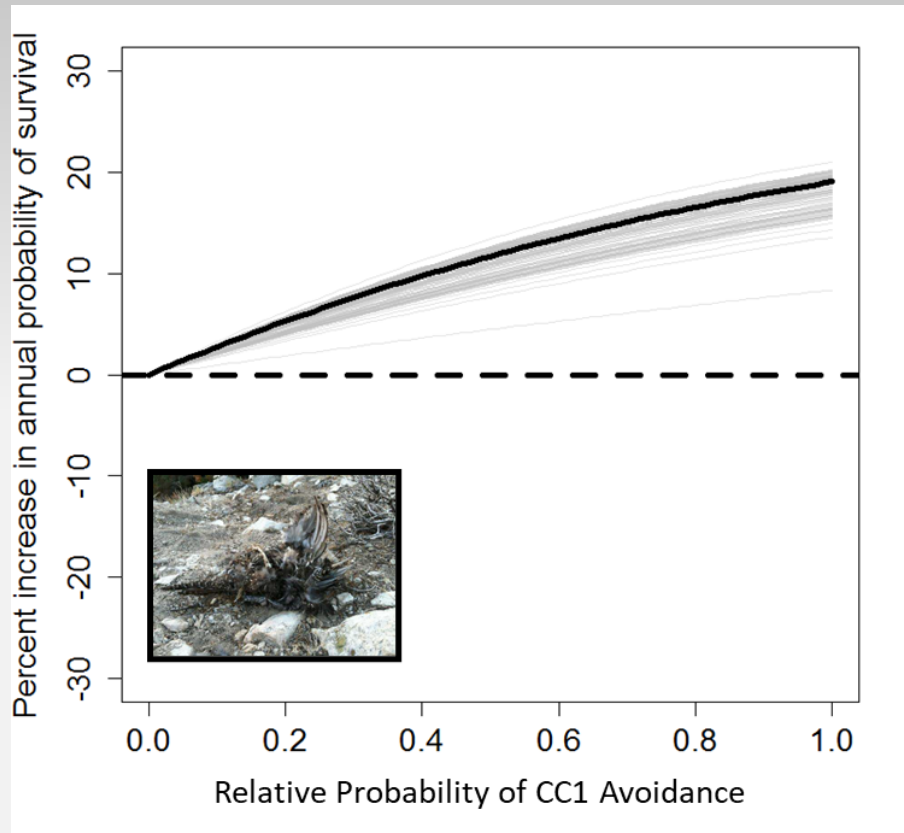 Percent increase in annual probability of survival
30
20
10
0
-10
-20
-30
0.0 0.2 0.4 0.6 0.8 1.0
Relative Probability of CC1 Avoidance